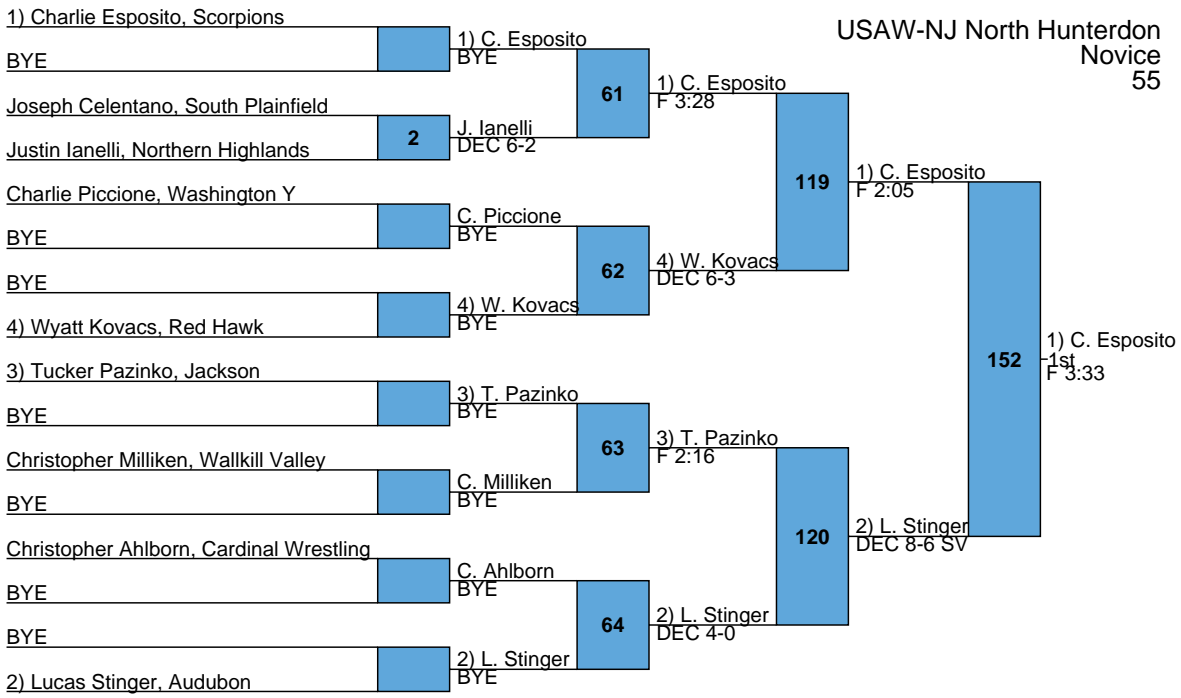 USAW-NJ North Hunterdon
Novice
55
1) Charlie Esposito, Scorpions
BYE
Joseph Celentano, South Plainfield
2
Justin Ianelli, Northern Highlands
Charlie Piccione, Washington Y
BYE
BYE
4) Wyatt Kovacs, Red Hawk
3) Tucker Pazinko, Jackson
BYE
Christopher Milliken, Wallkill Valley
BYE
Christopher Ahlborn, Cardinal Wrestling
BYE
BYE
2) Lucas Stinger, Audubon
1) C. Esposito
BYE
61
J. Ianelli
DEC 6-2
C. Piccione
BYE
62
4) W. Kovacs
BYE
3) T. Pazinko
BYE
63
C. Milliken
BYE
C. Ahlborn
BYE
64
2) L. Stinger
BYE
1) C. Esposito
F 3:28
119
4) W. Kovacs
DEC 6-3
3) T. Pazinko
F 2:16
120
2) L. Stinger
DEC 4-0
1) C. Esposito
F 2:05
152
2) L. Stinger
DEC 8-6 SV
1) C. Esposito
1st
F 3:33